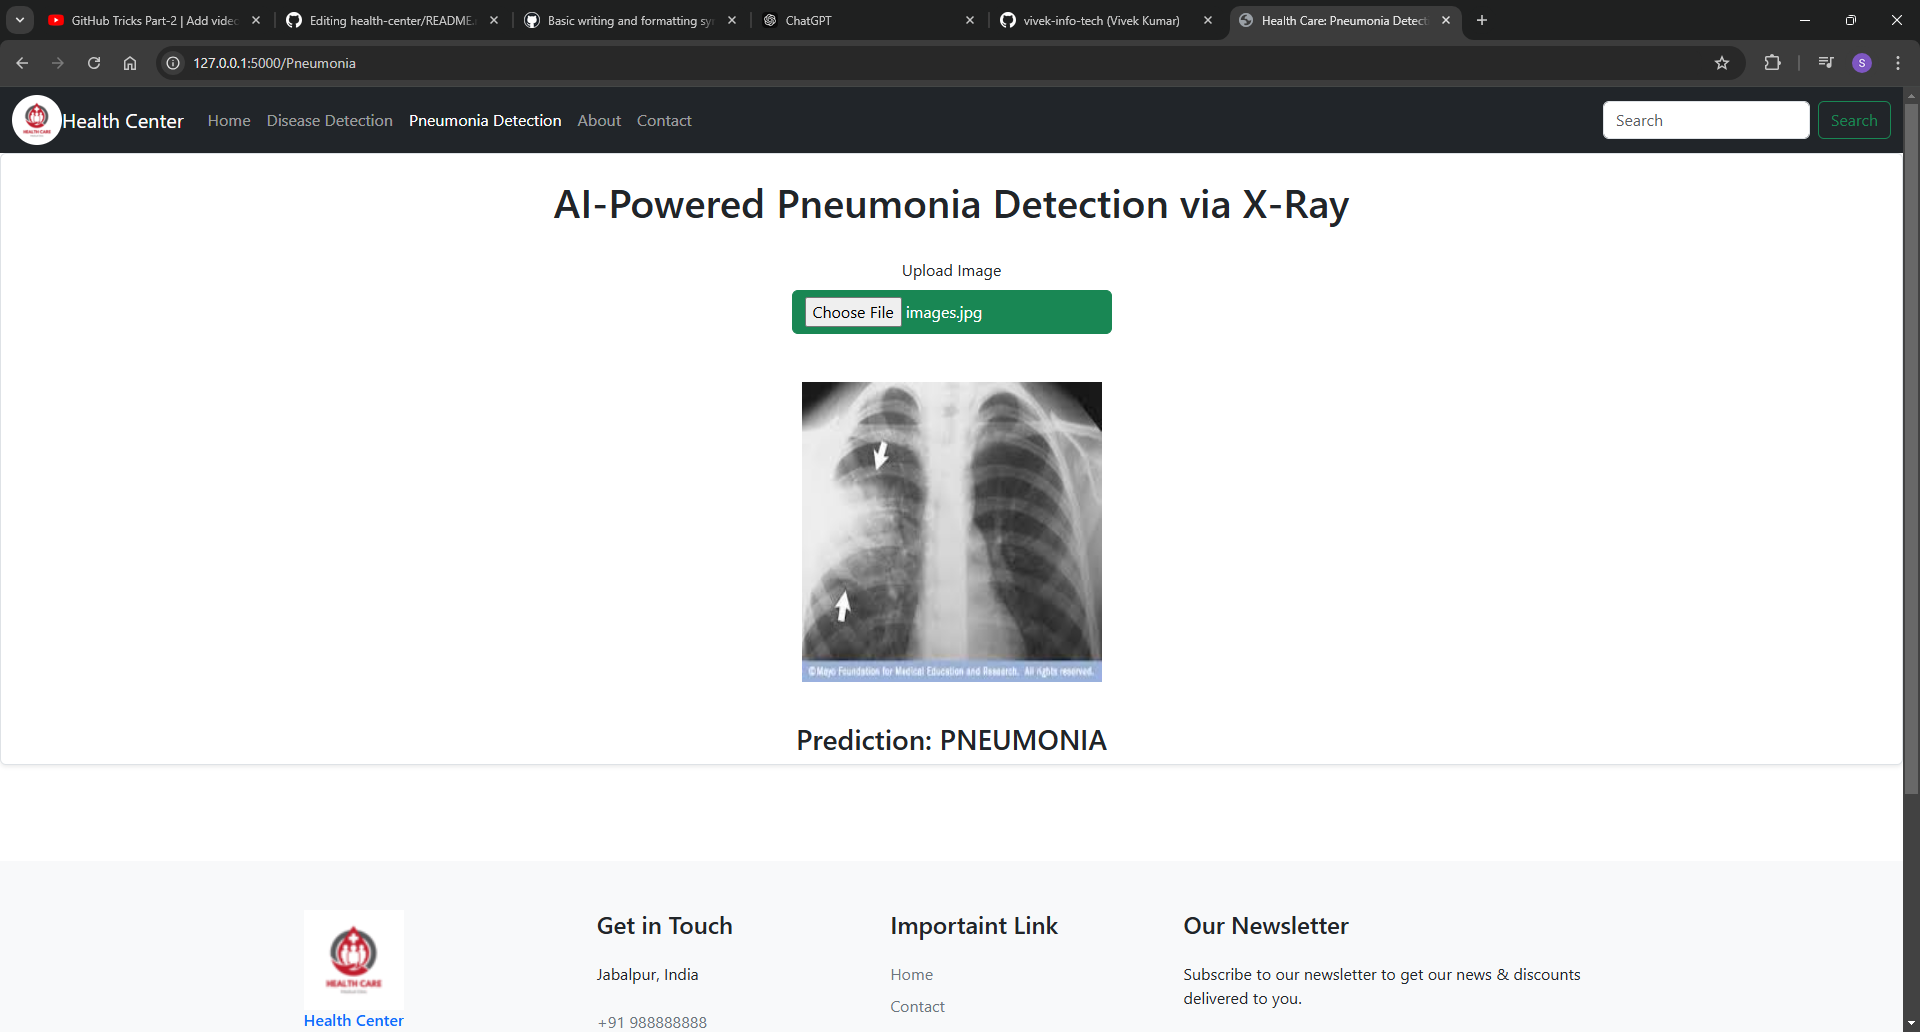 GitHub Tricks Part-2 | Add video
Editing health-center/README.
Basic writing and formatting sy
ChatGPT
vivek-info-tech (Vivek Kumar)
Health Care: Pneumonia Detect
127.0.0.1:5000/Pneumonia
S
HEALTH CARE
Health Center
Home
Disease Detection
Pneumonia Detection
About
Contact
Search
Search
AI-Powered Pneumonia Detection via X-Ray
Upload Image
Choose File images.jpg
©Mayo Foundation for Medical Education and Research. All rights reserved.
Prediction: PNEUMONIA
HEALTH CARE
Health Center
Get in Touch
Jabalpur, India
+91 988888888
Importaint Link
Home
Contact
Our Newsletter
Subscribe to our newsletter to get our news & discounts
delivered to you.